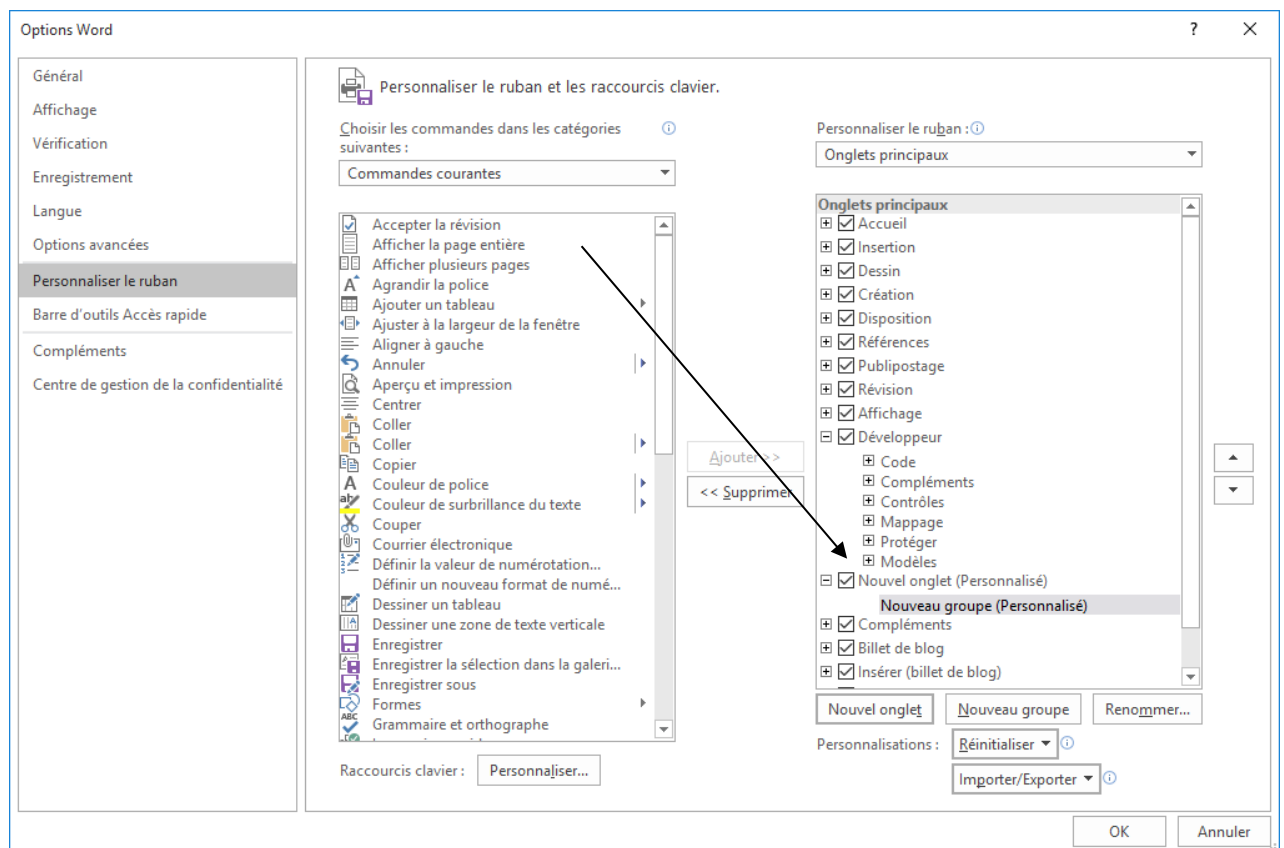 Options Word
?
Général
Affichage
Vérification
Enregistrement
Langue
Options avancées
Personnaliser le ruban
Barre d'outils Accès rapide
Compléments
Centre de gestion de la confidentialité
Personnaliser le ruban et les raccourcis clavier.
Choisir les commandes dans les catégories
suivantes :
Commandes courantes
Accepter la révision
Afficher la page entière
Afficher plusieurs pages
Agrandir la police
Ajouter un tableau
Ajuster à la largeur de la fenêtre
Aligner à gauche
Annuler
Aperçu et impression
Centrer
Coller
Coller
Copier
Couleur de police
Couleur de surbrillance du texte
Couper
Courrier électronique
Définir la valeur de numérotation...
Définir un nouveau format de numé...
Dessiner un tableau
Dessiner une zone de texte verticale
Enregistrer
Enregistrer la sélection dans la galeri...
Enregistrer sous
Formes
Grammaire et orthographe
Raccourcis clavier :
Personnaliser...
Ajouter >>
<< Supprimer
Personnaliser le ruban :
Onglets principaux
Onglets principaux
Accueil
Insertion
Dessin
Création
Disposition
Références
Publipostage
Révision
Affichage
Développeur
Code
Compléments
Contrôles
Mappage
Protéger
Modèles
Nouvel onglet (Personnalisé)
Nouveau groupe (Personnalisé)
Compléments
Billet de blog
Insérer (billet de blog)
Nouvel onglet
Nouveau groupe
Renommer...
Personnalisations :
Réinitialiser
Importer/Exporter
OK
Annuler